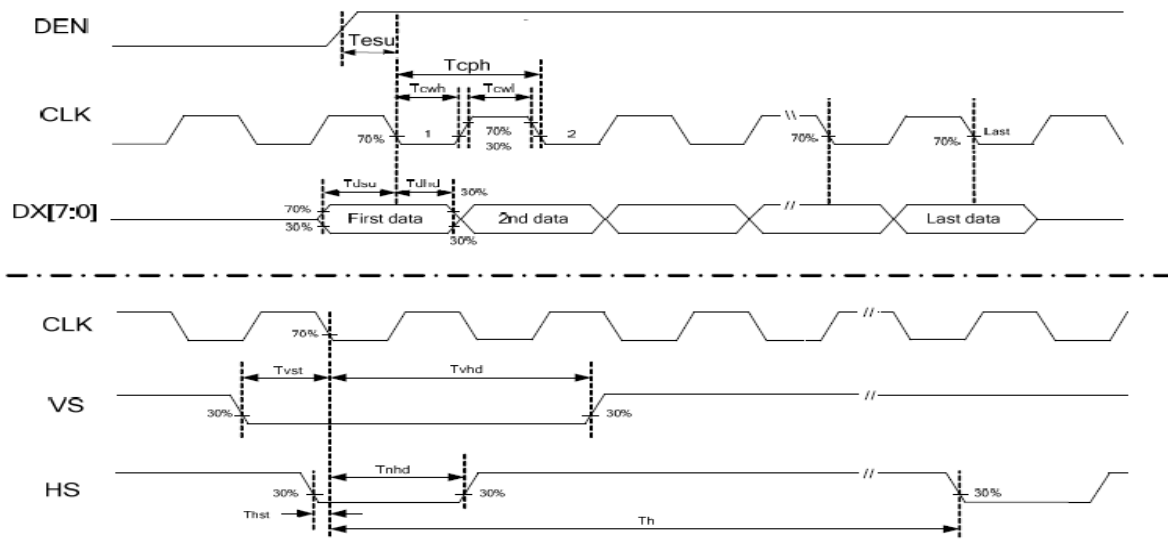 DEN
Tesu
Tcph
Tcwh Tcwl
CLK
70% 1 70% 30% 2 // 70% 70% Last
Tdsu Tdhd 30%
DX[7:0] 70% 30% First data 2nd data // Last data
30%
CLK
70% //
Tvst Tvhd
VS 30% 30% //
Tnhd
HS 30% 30% // 30%
Thst Th